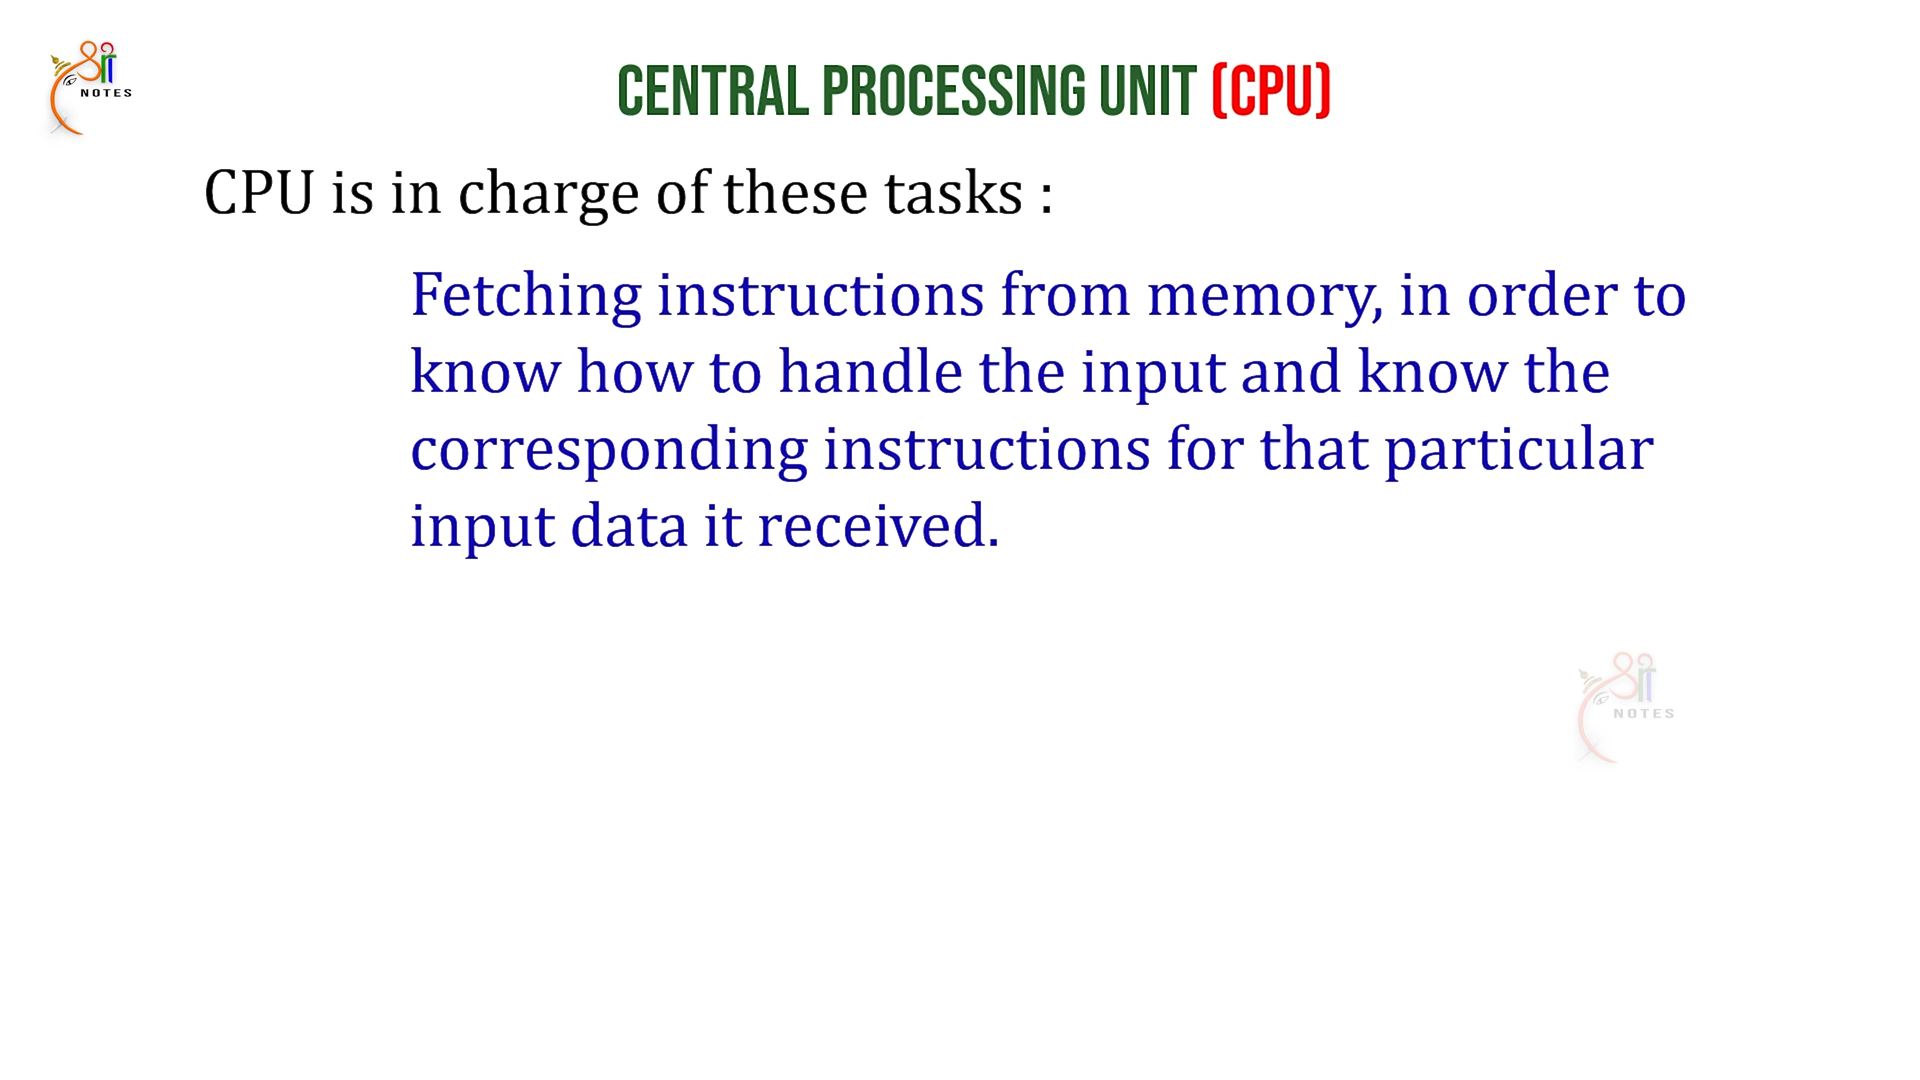 श्री
NOTES
CENTRAL PROCESSING UNIT (CPU)
CPU is in charge of these tasks :
Fetching instructions from memory, in order to
know how to handle the input and know the
corresponding instructions for that particular
input data it received.
श्री
NOTES